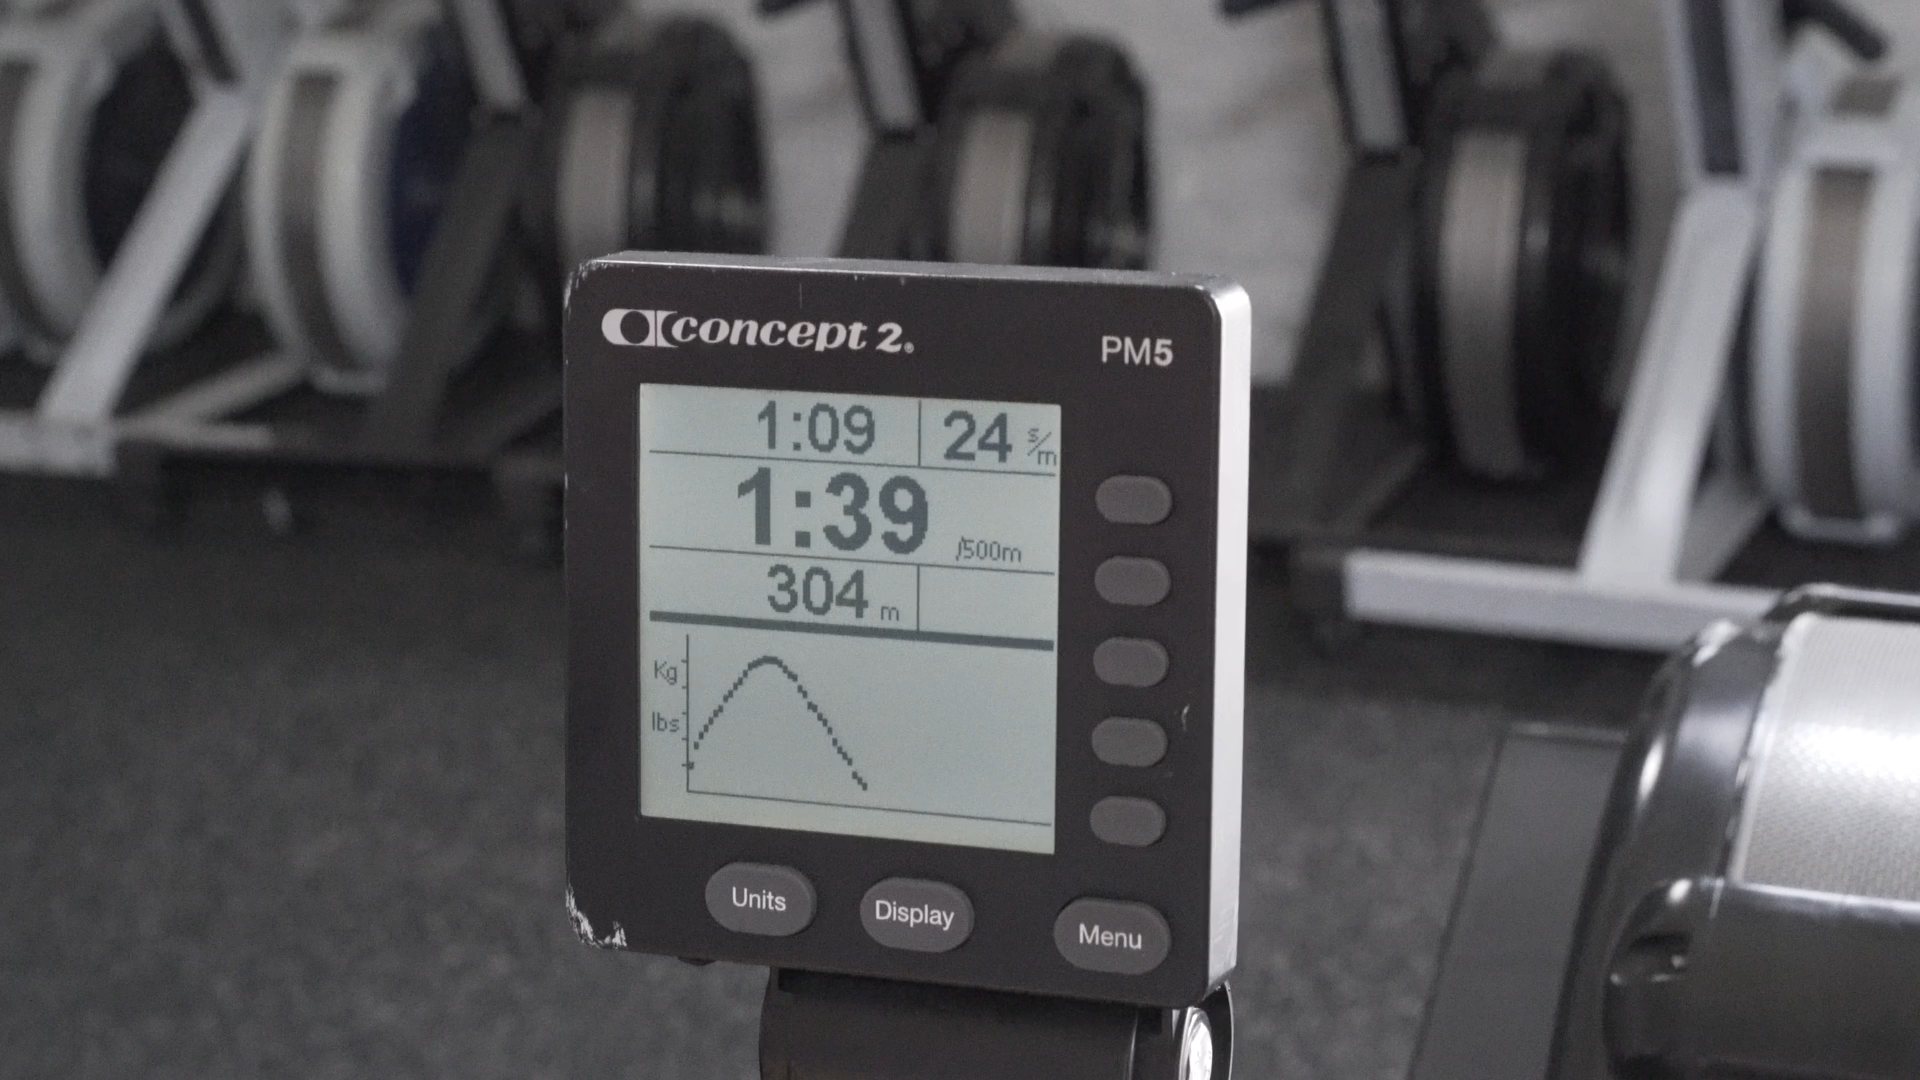 concept 2.
PM5
1:09 24 s/m
1:39 /500m
304 m
Kg
lbs
Units Display Menu